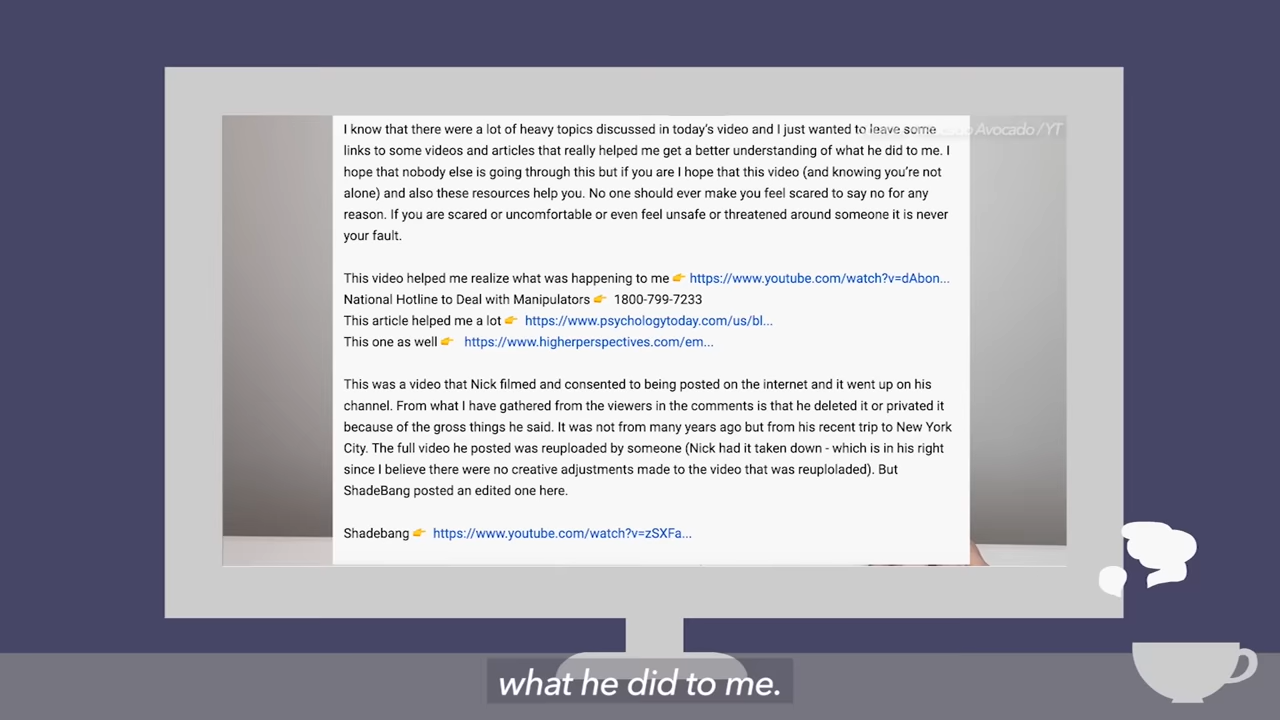 I know that there were a lot of heavy topics discussed in today's video and I just wanted to leave some
Avocado /YT
links to some videos and articles that really helped me get a better understanding of what he did to me. I
hope that nobody else is going through this but if you are I hope that this video (and knowing you're not
alone) and also these resources help you. No one should ever make you feel scared to say no for any
reason. If you are scared or uncomfortable or even feel unsafe or threatened around someone it is never
your fault.
This video helped me realize what was happening to me 👉 https://www.youtube.com/watch?v=dAbon...
National Hotline to Deal with Manipulators 👉 1800-799-7233
This article helped me a lot 👉 https://www.psychologytoday.com/us/bl...
This one as well 👉 https://www.higherperspectives.com/em...
This was a video that Nick filmed and consented to being posted on the internet and it went up on his
channel. From what I have gathered from the viewers in the comments is that he deleted it or privated it
because of the gross things he said. It was not from many years ago but from his recent trip to New York
City. The full video he posted was reuploaded by someone (Nick had it taken down - which is in his right
since I believe there were no creative adjustments made to the video that was reuploladed). But
ShadeBang posted an edited one here.
Shadebang 👉 https://www.youtube.com/watch?v=zSXFa...
what he did to me.